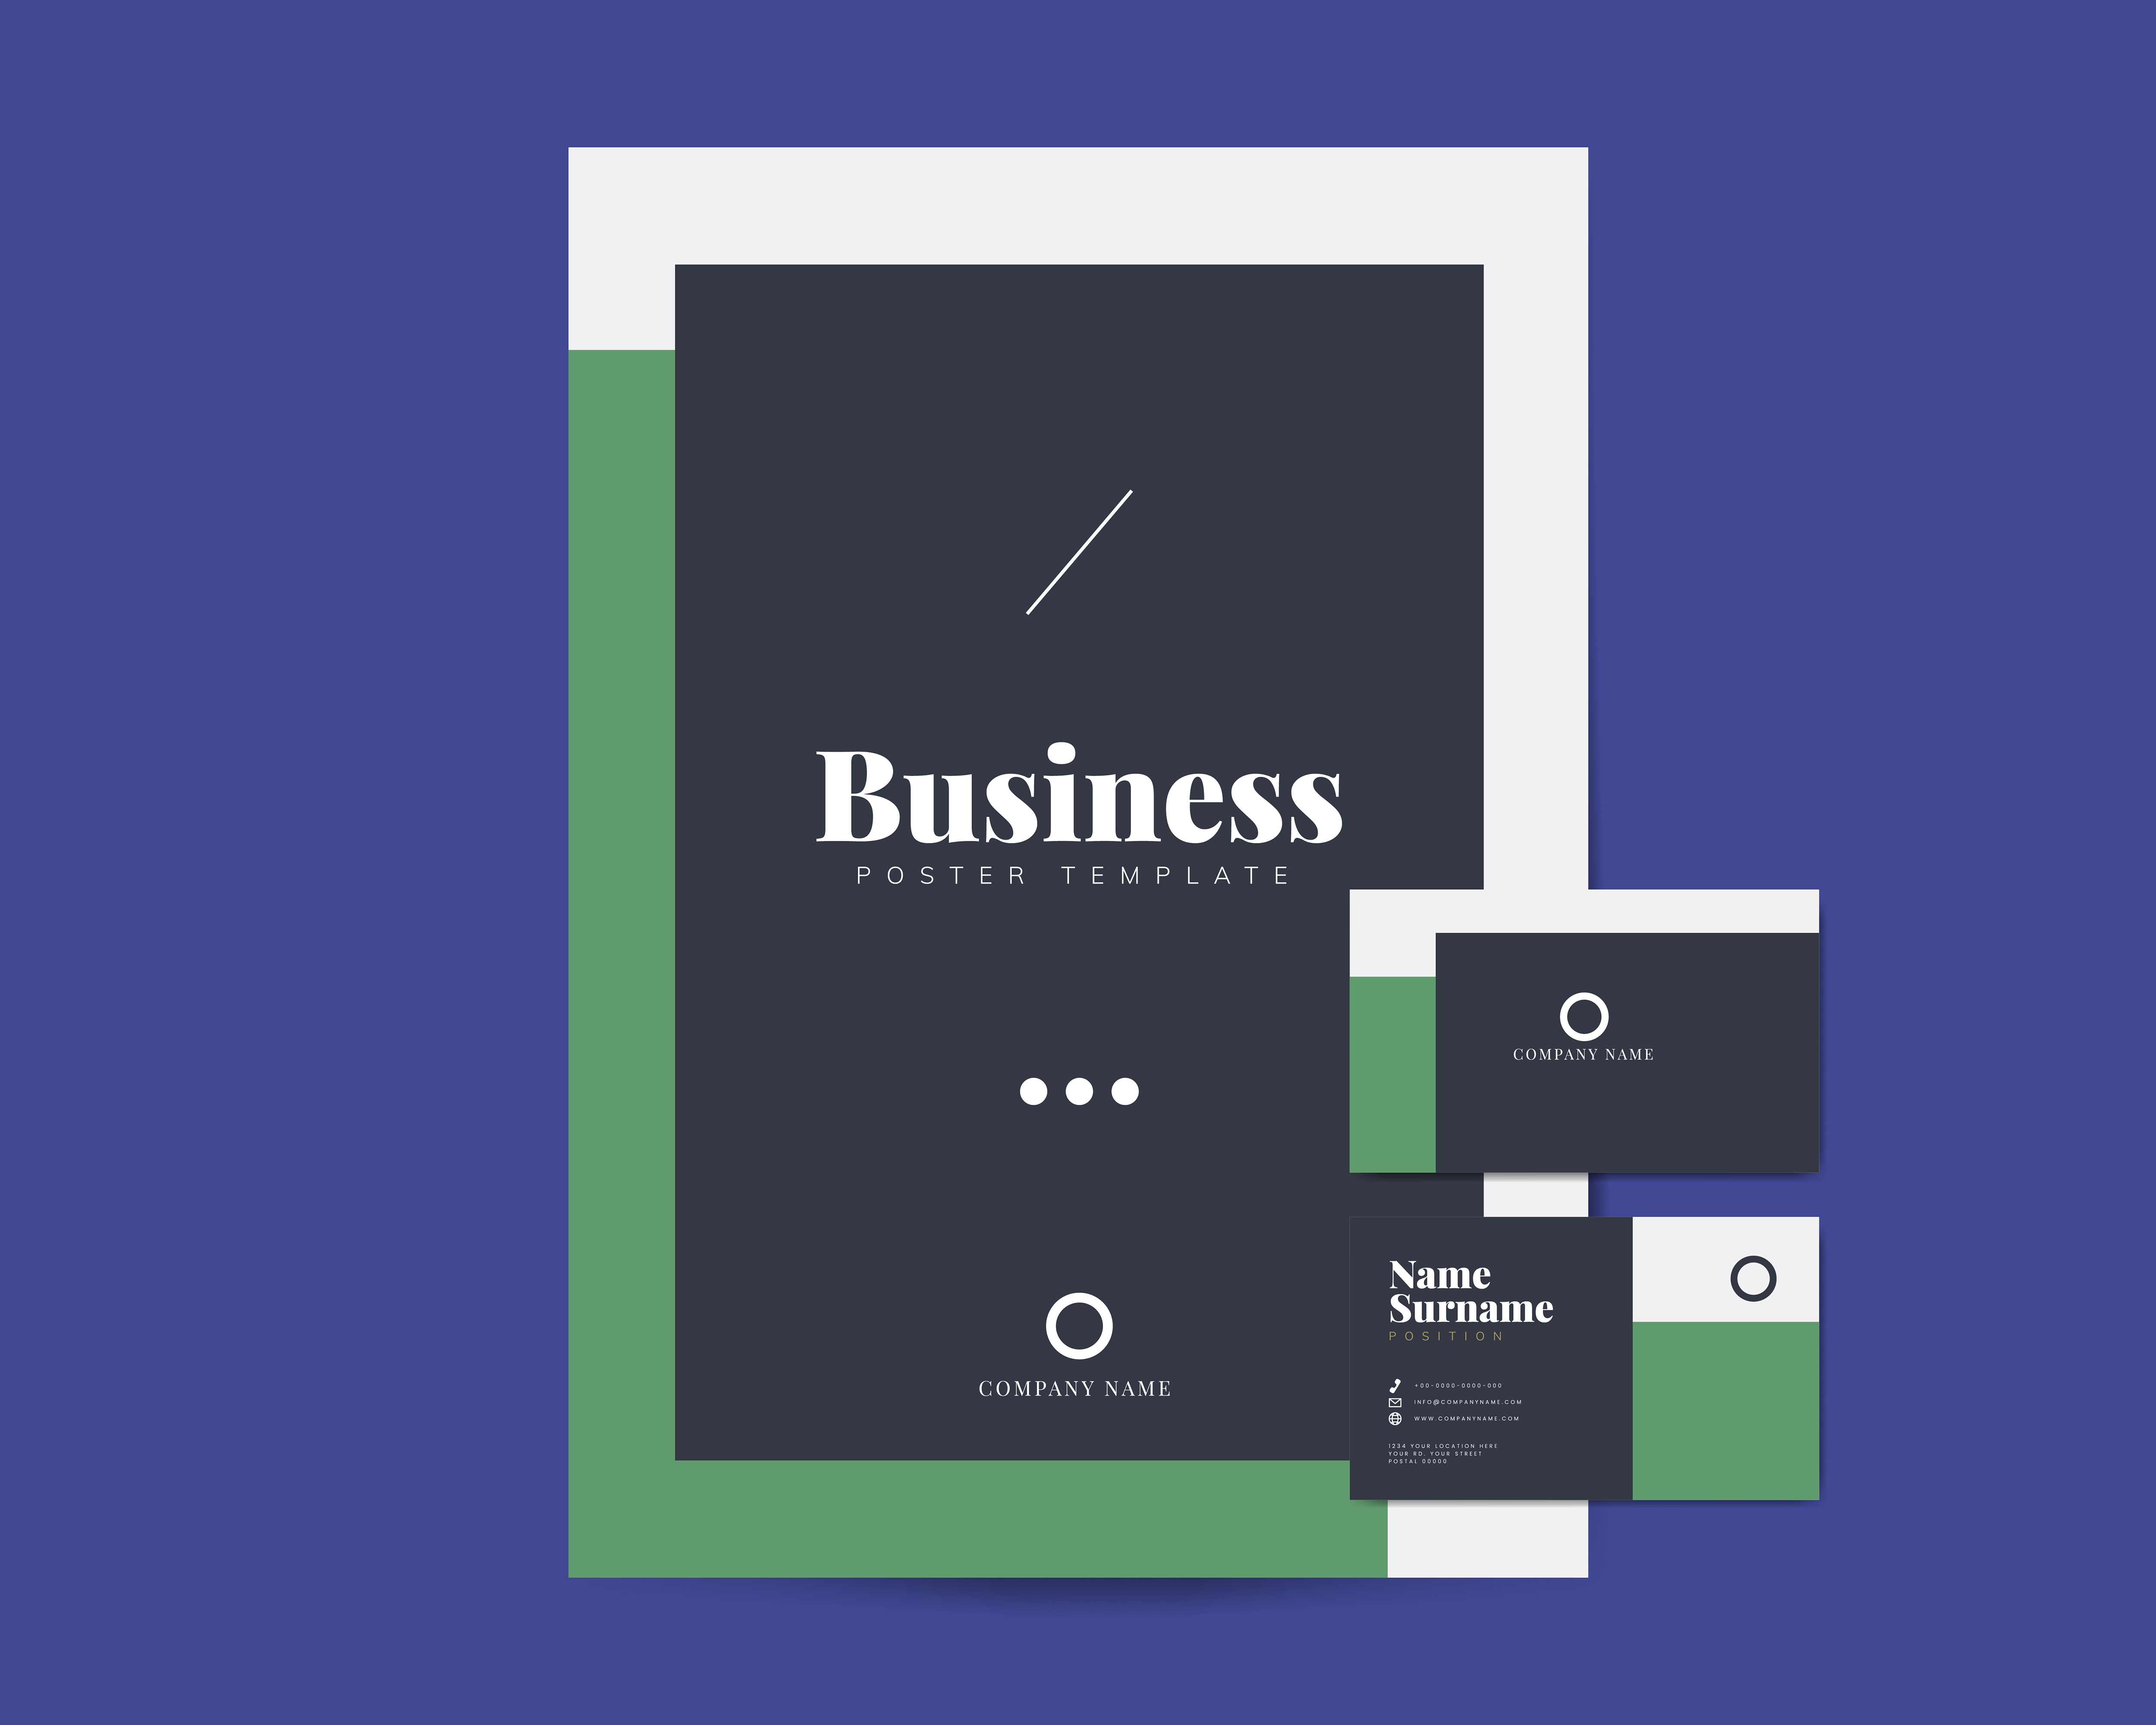 Business
POSTER TEMPLATE
COMPANY NAME
COMPANY NAME
Name
Surname
POSITION
+00-0000-0000-000
INFO@COMPANYNAME.COM
WWW.COMPANYNAME.COM
1234 YOUR LOCATION HERE
YOUR RD. YOUR STREET
POSTAL 00000